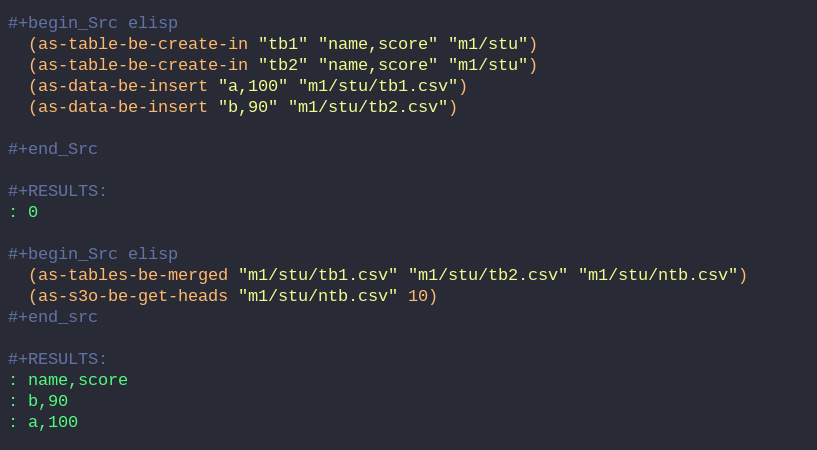 #+begin_Src elisp
(as-table-be-create-in "tb1" "name,score" "m1/stu")
(as-table-be-create-in "tb2" "name,score" "m1/stu")
(as-data-be-insert "a,100" "m1/stu/tb1.csv")
(as-data-be-insert "b,90" "m1/stu/tb2.csv")
#+end_Src
#+RESULTS:
: 0
#+begin_Src elisp
(as-tables-be-merged "m1/stu/tb1.csv" "m1/stu/tb2.csv" "m1/stu/ntb.csv")
(as-s3o-be-get-heads "m1/stu/ntb.csv" 10)
#+end_src
#+RESULTS:
: name,score
: b,90
: a,100